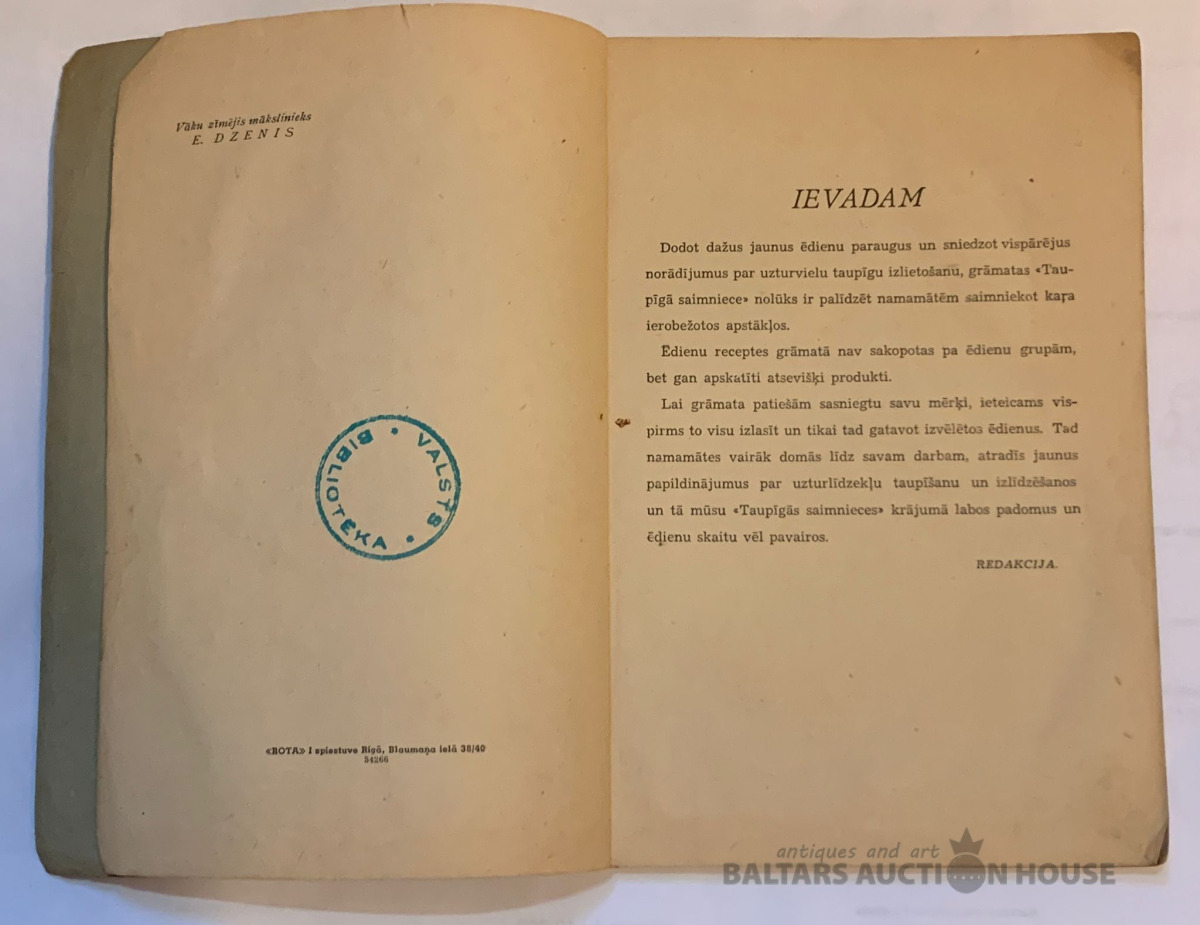 Vāku zīmējis mākslinieks
E. DZENIS
VALSTS • BIBLIOTĒKA •
«ROTA» I spiestuve Rīgā, Blaumaņa ielā 38/40
54266
IEVADAM
Dodot dažus jaunus ēdienu paraugus un sniedzot vispārējus
norādījumus par uzturvielu taupīgu izlietošanu, grāmatas «Tau-
pīgā saimniece» nolūks ir palīdzēt namamātēm saimniekot kaŗa
ierobežotos apstākļos.
Ēdienu receptes grāmatā nav sakopotas pa ēdienu grupām,
bet gan apskatīti atsevišķi produkti.
Lai grāmata patiešām sasniegtu savu mērķi, ieteicams vis-
pirms to visu izlasīt un tikai tad gatavot izvēlētos ēdienus. Tad
namamātes vairāk domās līdz savam darbam, atradīs jaunus
papildinājumus par uzturlīdzekļu taupīšanu un izlīdzēšanos
un tā mūsu «Taupīgās saimnieces» krājumā labos padomus un
ēdienu skaitu vēl pavairos.
REDAKCIJA.
antiques and art
BALTARS AUCTION HOUSE